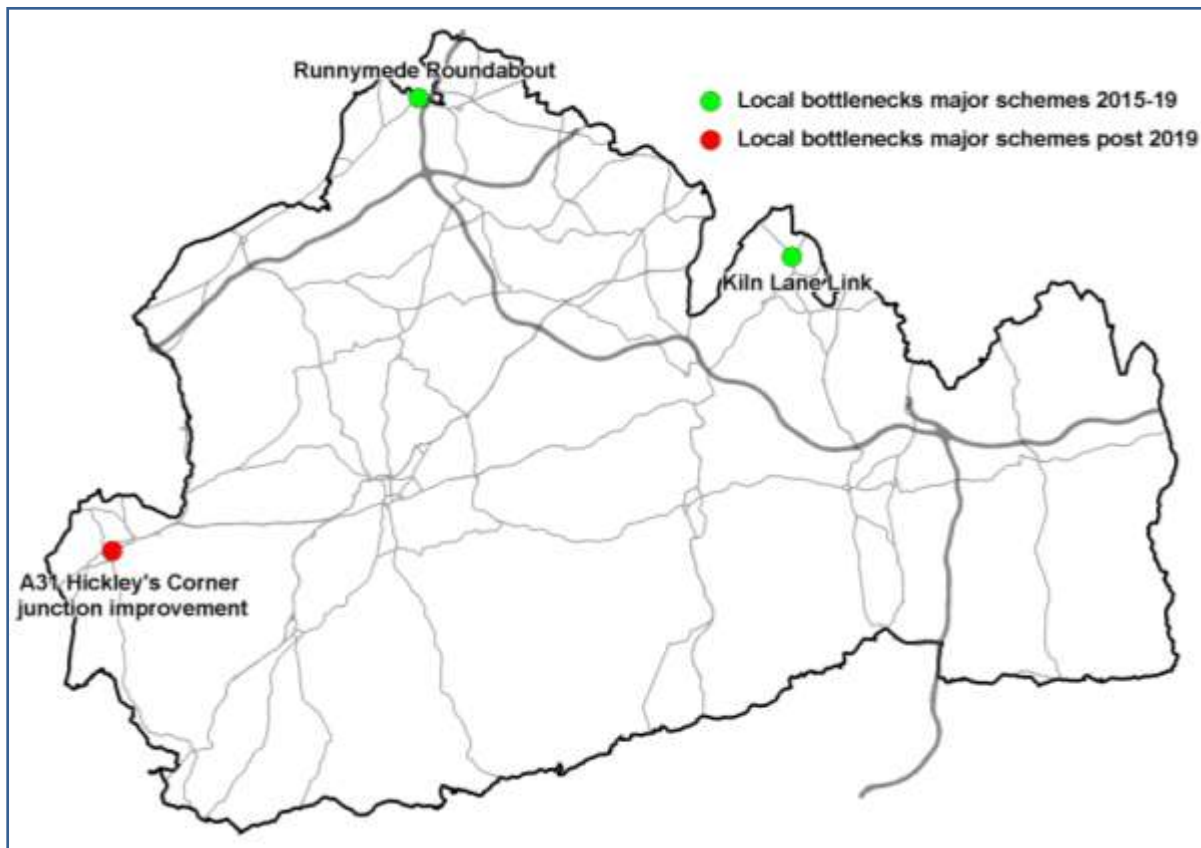 Runnymede Roundabout
Local bottlenecks major schemes 2015-19
Local bottlenecks major schemes post 2019
Kiln Lane Link
A31 Hickley's Corner
junction improvement